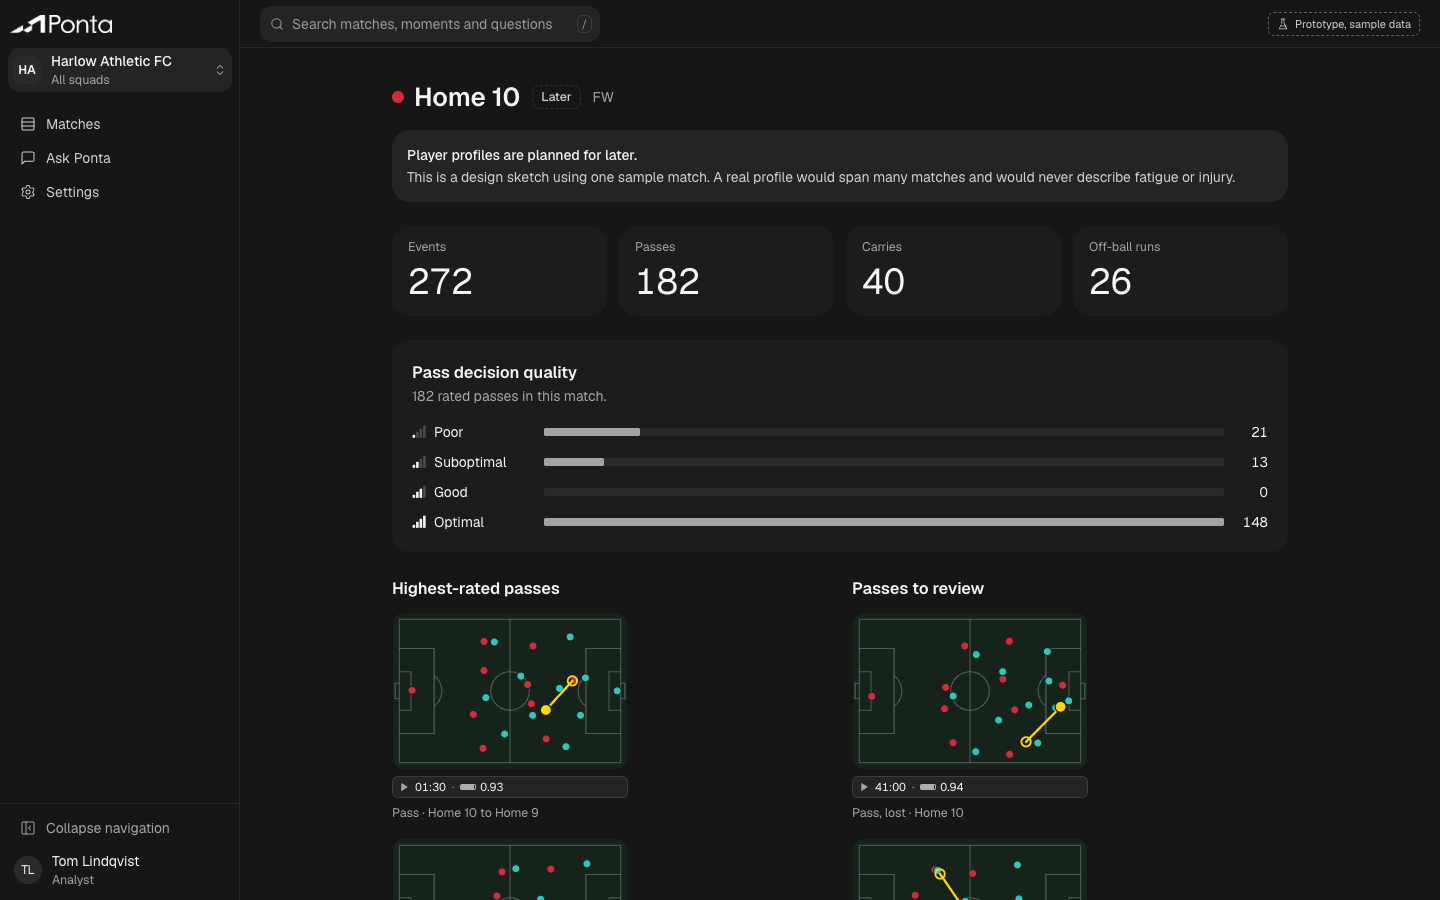 Ponta
HA
Harlow Athletic FC
All squads
Matches
Ask Ponta
Settings
Collapse navigation
TL
Tom Lindqvist
Analyst
Search matches, moments and questions
/
Prototype, sample data
Home 10
Later
FW
Player profiles are planned for later.
This is a design sketch using one sample match. A real profile would span many matches and would never describe fatigue or injury.
Events
272
Passes
182
Carries
40
Off-ball runs
26
Pass decision quality
182 rated passes in this match.
Poor
21
Suboptimal
13
Good
0
Optimal
148
Highest-rated passes
01:30 · 0.93
Pass · Home 10 to Home 9
Passes to review
41:00 · 0.94
Pass, lost · Home 10